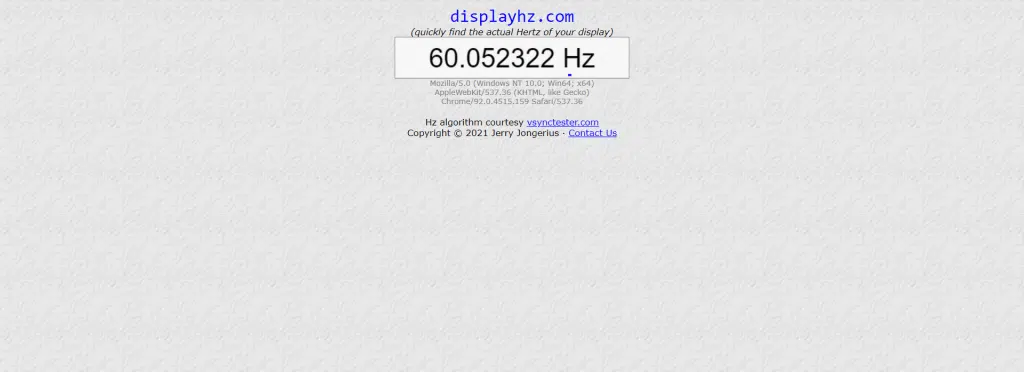 displayhz.com
(quickly find the actual Hertz of your display)
60.052322 Hz
Mozilla/5.0 (Windows NT 10.0; Win64; x64)
AppleWebKit/537.36 (KHTML, like Gecko)
Chrome/92.0.4515.159 Safari/537.36
Hz algorithm courtesy vsynctester.com
Copyright © 2021 Jerry Jongerius - Contact Us